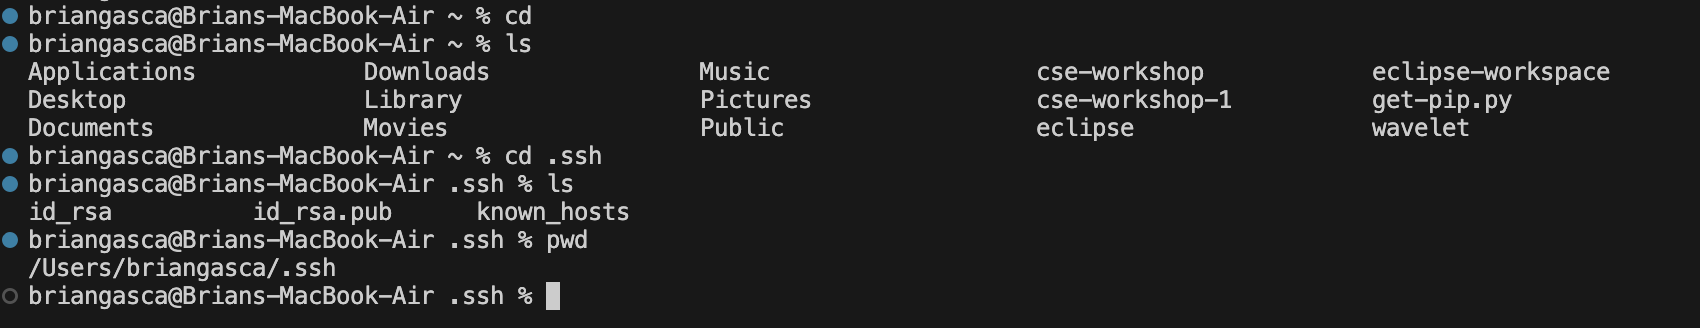 briangasca@Brians-MacBook-Air ~ % cd
briangasca@Brians-MacBook-Air ~ % ls
Applications Downloads Music cse-workshop eclipse-workspace
Desktop Library Pictures cse-workshop-1 get-pip.py
Documents Movies Public eclipse wavelet
briangasca@Brians-MacBook-Air ~ % cd .ssh
briangasca@Brians-MacBook-Air .ssh % ls
id_rsa id_rsa.pub known_hosts
briangasca@Brians-MacBook-Air .ssh % pwd
/Users/briangasca/.ssh
briangasca@Brians-MacBook-Air .ssh %